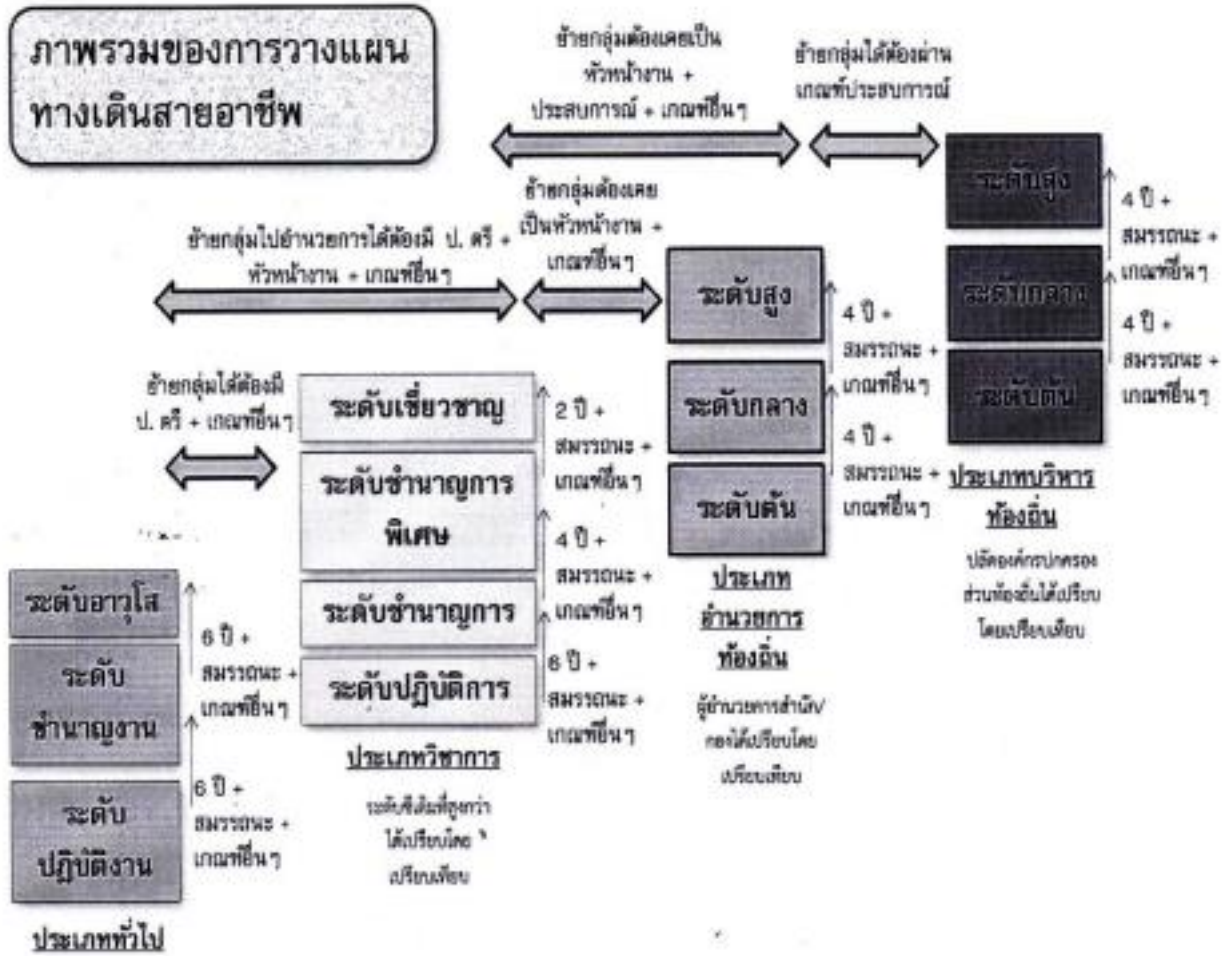 ภาพรวมของการวางแผน
ทางเดินสายอาชีพ
ย้ายกลุ่มต้องเคยเป็น
หัวหน้างาน +
ประสบการณ์ + เกณฑ์อื่นๆ
ย้ายกลุ่มได้ต้องผ่าน
เกณฑ์ประสบการณ์
ย้ายกลุ่มไปอำนวยการได้ต้องมี ป. ตรี +
หัวหน้างาน + เกณฑ์อื่นๆ
ย้ายกลุ่มต้องเคย
เป็นหัวหน้างาน +
เกณฑ์อื่นๆ
ย้ายกลุ่มได้ต้องมี
ป. ตรี + เกณฑ์อื่นๆ
ระดับอาวุโส
ระดับ
ชำนาญงาน
ระดับ
ปฏิบัติงาน
6 ปี +
สมรรถนะ +
เกณฑ์อื่นๆ
6 ปี +
สมรรถนะ +
เกณฑ์อื่นๆ
ประเภททั่วไป
ระดับเชี่ยวชาญ
ระดับชำนาญการ
พิเศษ
ระดับชำนาญการ
ระดับปฏิบัติการ
2 ปี +
สมรรถนะ +
เกณฑ์อื่นๆ
4 ปี +
สมรรถนะ +
เกณฑ์อื่นๆ
6 ปี +
สมรรถนะ +
เกณฑ์อื่นๆ
ประเภทวิชาการ
ระดับซีเดิมที่สูงกว่า
ได้เปรียบโดย
เปรียบเทียบ
ระดับสูง
ระดับกลาง
ระดับต้น
4 ปี +
สมรรถนะ +
เกณฑ์อื่นๆ
4 ปี +
สมรรถนะ +
เกณฑ์อื่นๆ
ประเภท
อำนวยการ
ท้องถิ่น
ผู้อำนวยการสำนัก/
กองได้เปรียบโดย
เปรียบเทียบ
ระดับสูง
ระดับกลาง
ระดับต้น
4 ปี +
สมรรถนะ +
เกณฑ์อื่นๆ
4 ปี +
สมรรถนะ +
เกณฑ์อื่นๆ
ประเภทบริหาร
ท้องถิ่น
ปลัดองค์กรปกครอง
ส่วนท้องถิ่นได้เปรียบ
โดยเปรียบเทียบ